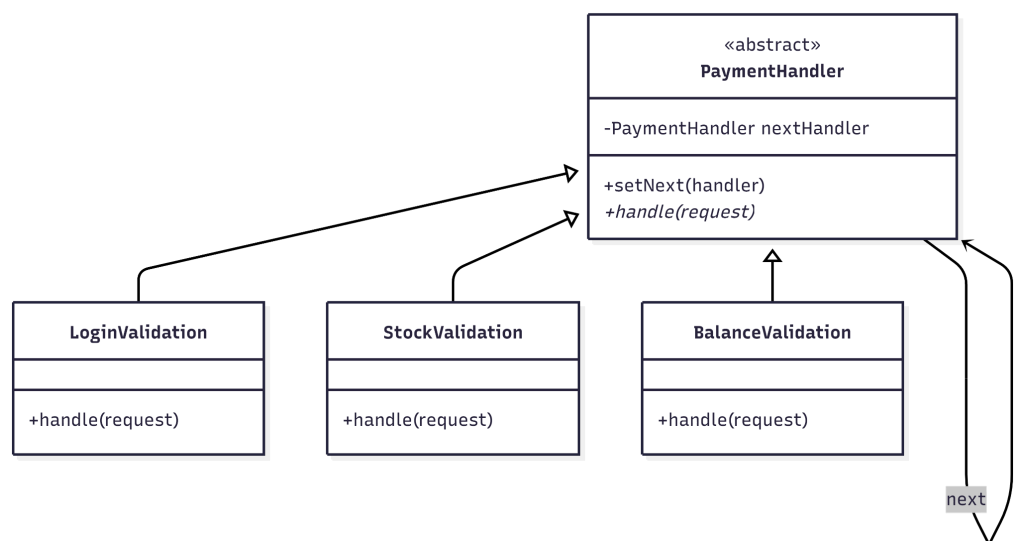 «abstract»
PaymentHandler
-PaymentHandler nextHandler
+setNext(handler)
+handle(request)
LoginValidation
+handle(request)
StockValidation
+handle(request)
BalanceValidation
+handle(request)
next